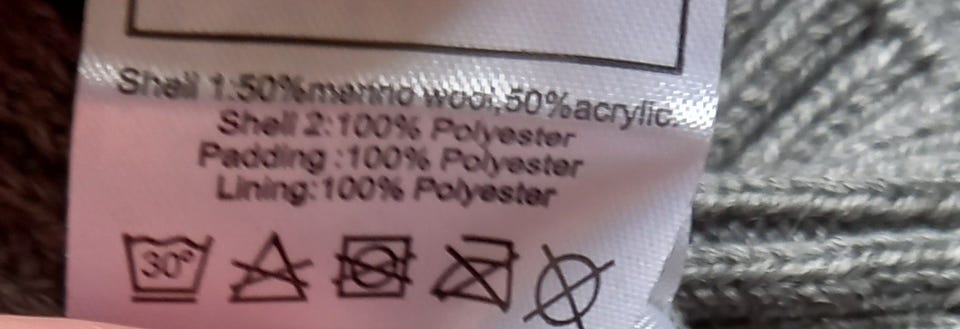 Shell 1:50%merino wool,50%acrylic.
Shell 2:100% Polyester
Padding :100% Polyester
Lining:100% Polyester
30°